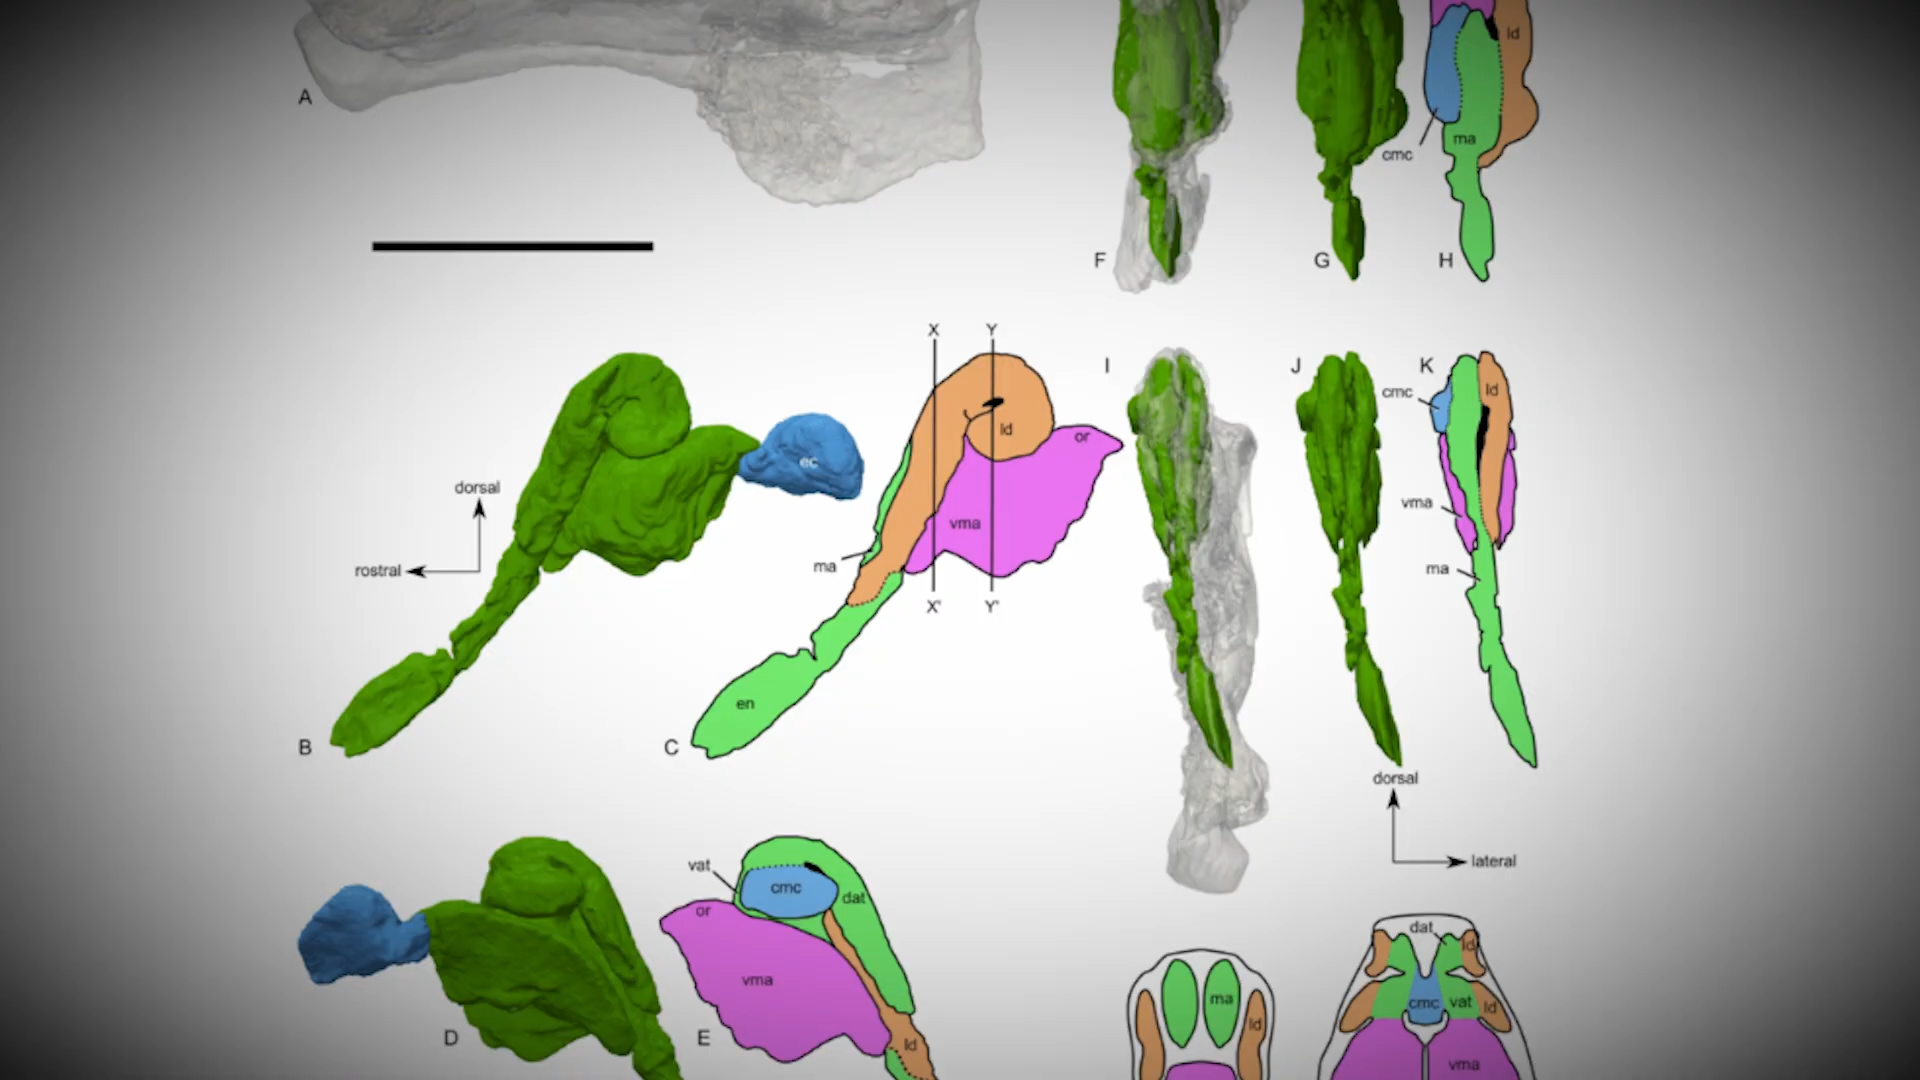 A
ld
ma
cmc
F
G
H
X
Y
I
J
K
cmc
ld
ld
or
ec
dorsal
vma
vma
rostral
ma
ma
X'
Y'
en
B
C
dorsal
lateral
vat
cmc
dat
or
dat
ld
vma
ma
cmc
vat
ld
ld
D
E
ld
vma